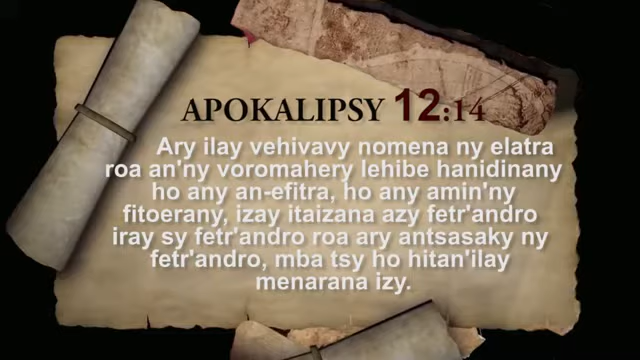 APOKALIPSY 12:14
Ary ilay vehivavy nomena ny elatra
roa an'ny voromahery lehibe hanidinany
ho any an-efitra, ho any amin'ny
fitoerany, izay itaizana azy fetr'andro
iray sy fetr'andro roa ary antsasaky ny
fetr'andro, mba tsy ho hitan'ilay
menarana izy.